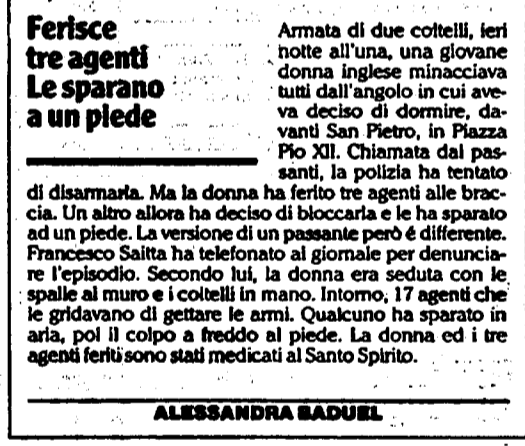 Ferisce
tre agenti
Le sparano
a un piede
Armata di due coltelli, ieri
notte all'una, una giovane
donna inglese minacciava
tutti dall'angolo in cui ave-
va deciso di dormire, da-
vanti San Pietro, in Piazza
Pio XII. Chiamata dai pas-
santi, la polizia ha tentato
di disarmarla. Ma la donna ha ferito tre agenti alle brac-
cia. Un altro allora ha deciso di bloccarla e le ha sparato
ad un piede. La versione di un passante però é differente.
Francesco Saitta ha telefonato al giornale per denuncia-
re l'episodio. Secondo lui, la donna era seduta con le
spalle al muro e i coltelli in mano. Intorno, 17 agenti che
le gridavano di gettare le armi. Qualcuno ha sparato in
aria, poi il colpo a freddo al piede. La donna ed i tre
agenti feriti sono stati medicati al Santo Spirito.
ALESSANDRA BADUEL